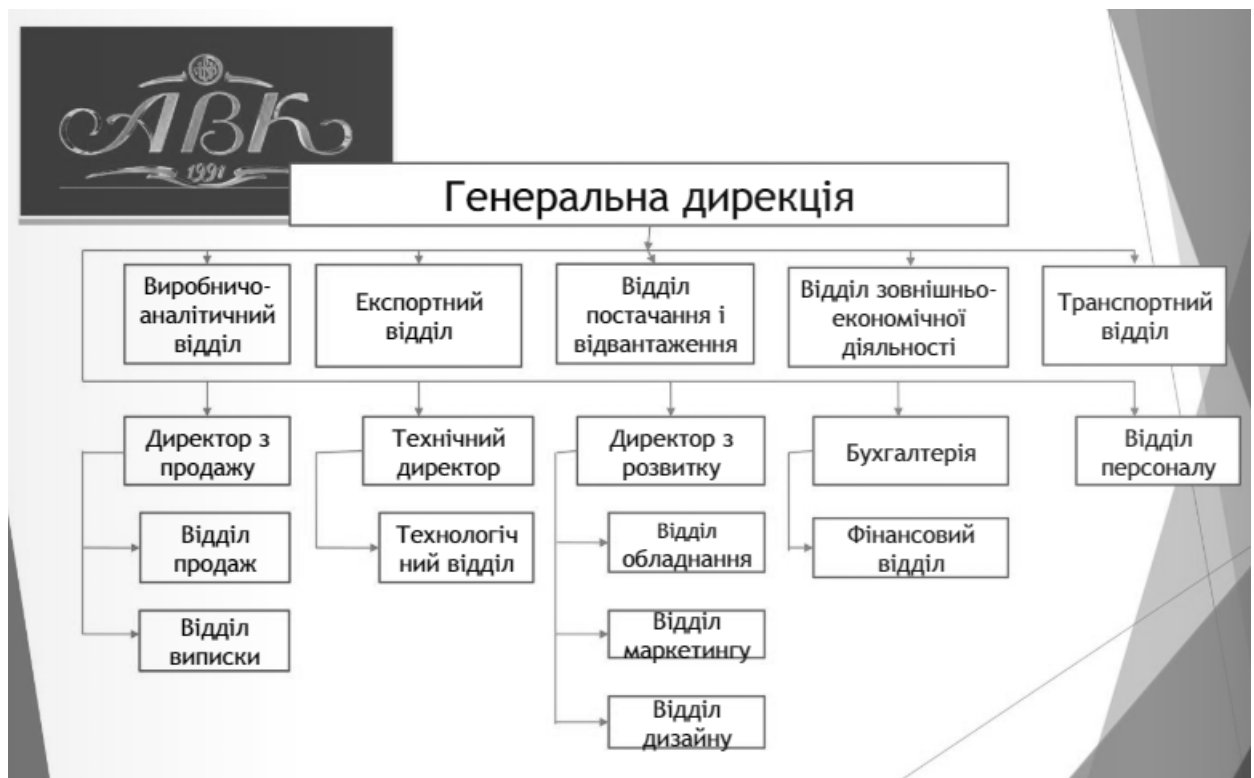 АВК
1991
Генеральна дирекція
Виробничо-
аналітичний
відділ
Експортний
відділ
Відділ
постачання і
відвантаження
Відділ зовнішньо-
економічної
діяльності
Транспортний
відділ
Директор з
продажу
Технічний
директор
Директор з
розвитку
Бухгалтерія
Відділ
персоналу
Відділ
продаж
Технологіч
ний відділ
Відділ
обладнання
Фінансовий
відділ
Відділ
виписки
Відділ
маркетингу
Відділ
дизайну